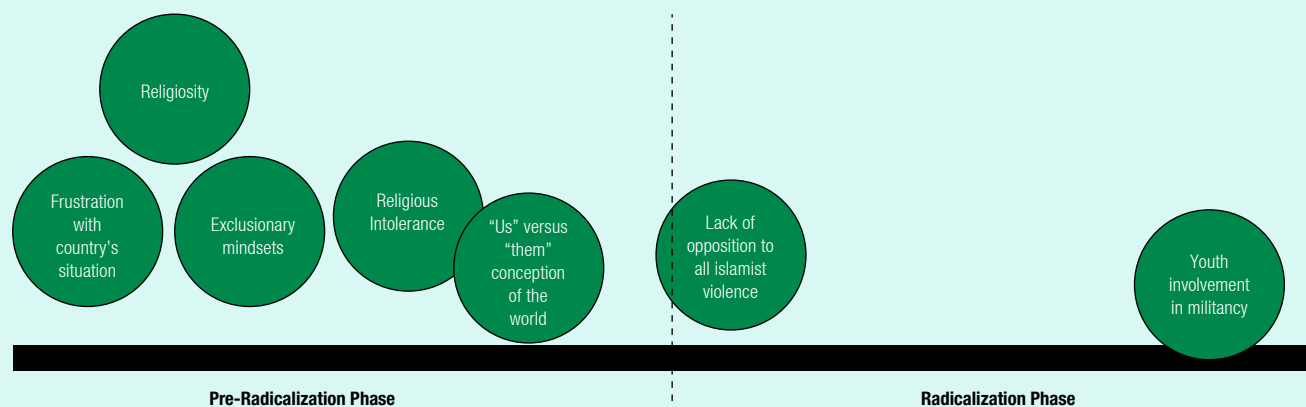 Religiosity
Frustration
with
country's
situation
Exclusionary
mindsets
Religious
Intolerance
“Us” versus
“them”
conception
of the
world
Lack of
opposition to
all islamist
violence
Youth
involvement
in militancy
Pre-Radicalization Phase
Radicalization Phase